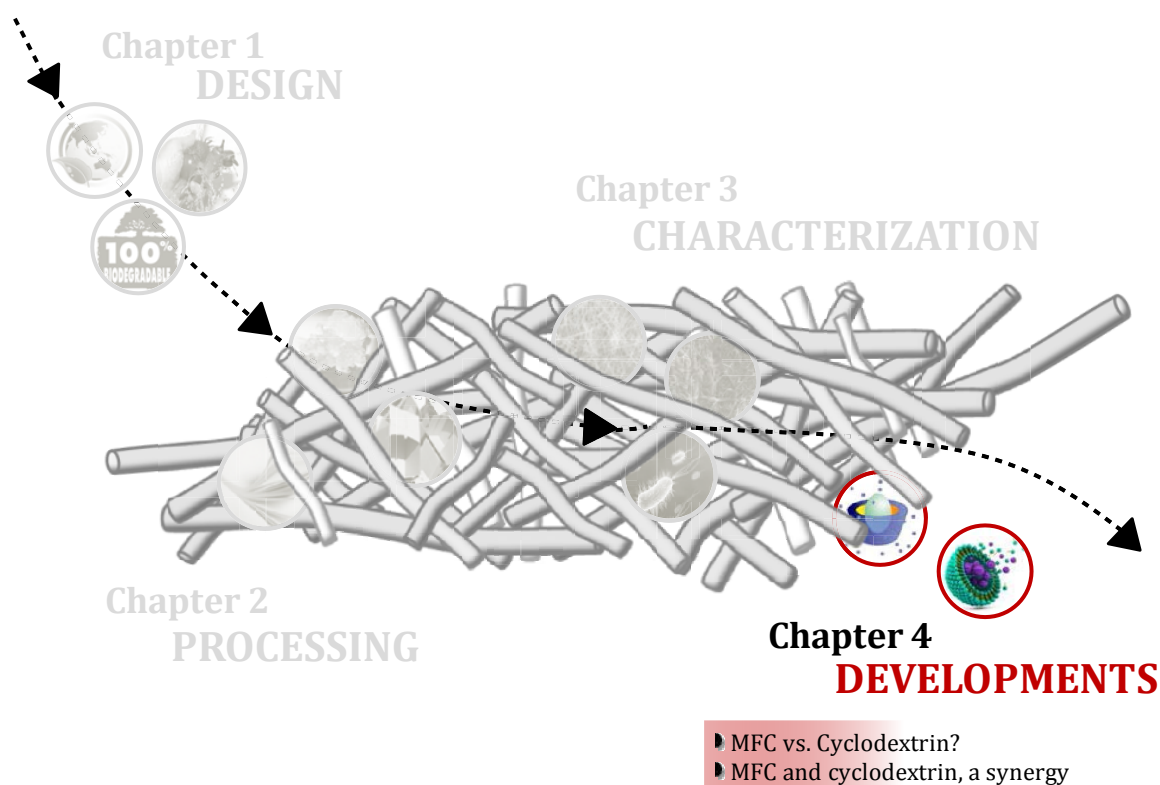 Chapter 1
DESIGN
100%
BIODEGRADABLE
Chapter 3
CHARACTERIZATION
Chapter 2
PROCESSING
Chapter 4
DEVELOPMENTS
MFC vs. Cyclodextrin?
MFC and cyclodextrin, a synergy